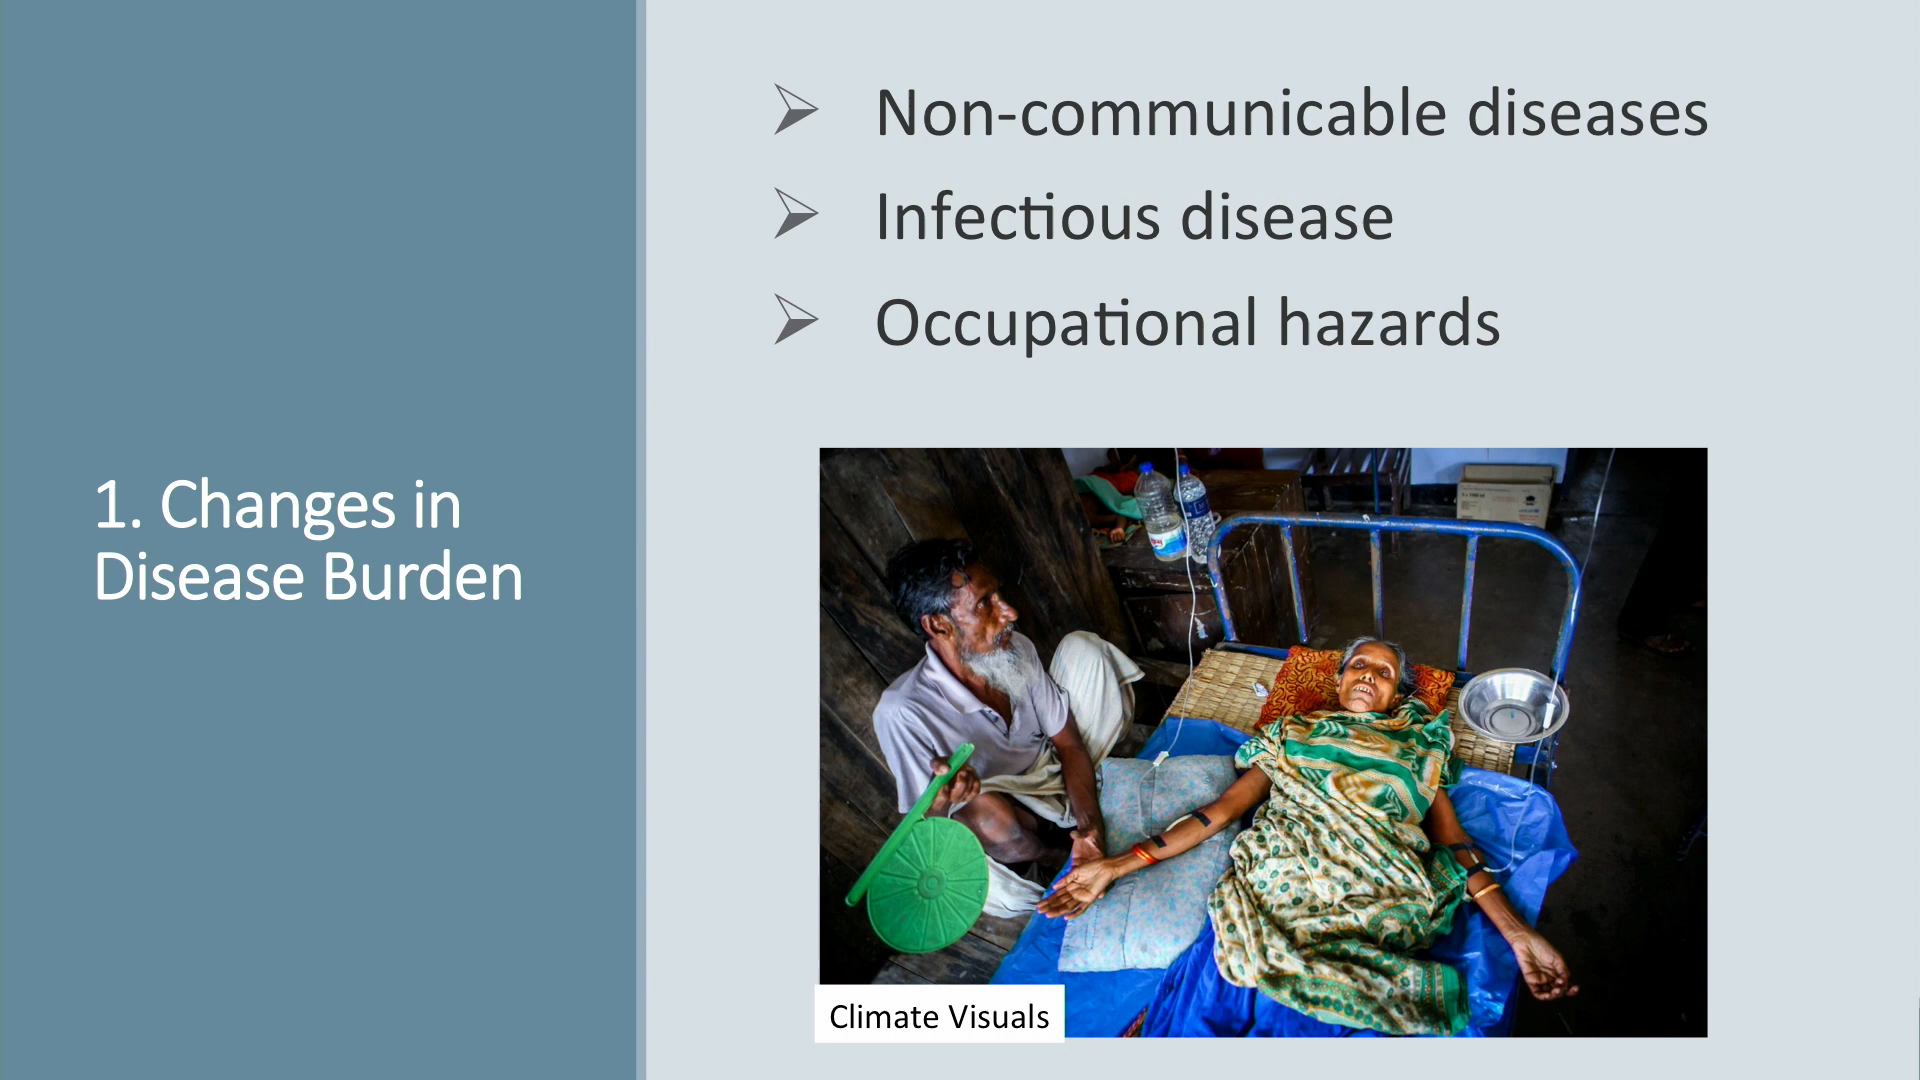 1. Changes in
Disease Burden
Non-communicable diseases
Infectious disease
Occupational hazards
Climate Visuals